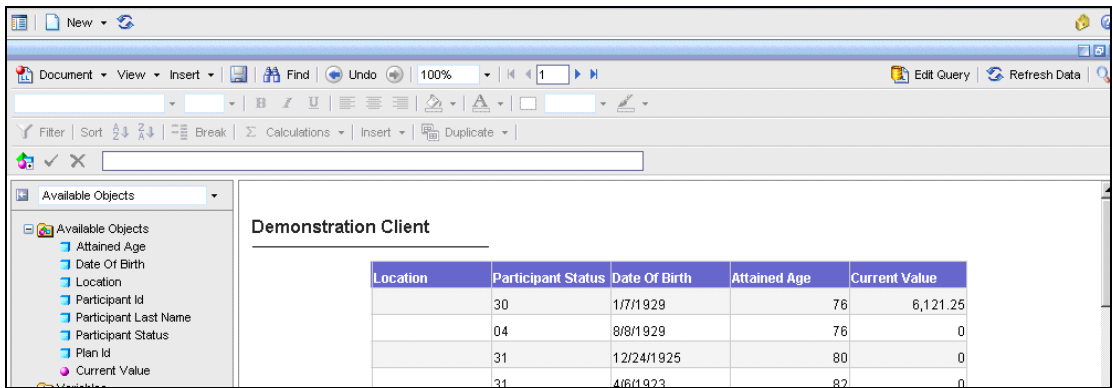 New
Document View Insert Find Undo 100% 1 Edit Query Refresh Data
B I U A
Filter Sort Break Σ Calculations Insert Duplicate
Available Objects
Available Objects
Attained Age
Date Of Birth
Location
Participant Id
Participant Last Name
Participant Status
Plan Id
Current Value
Variables
Demonstration Client
Location Participant Status Date Of Birth Attained Age Current Value
30 1/7/1929 76 6,121.25
04 8/8/1929 76 0
31 12/24/1925 80 0
31 4/6/1923 82 0